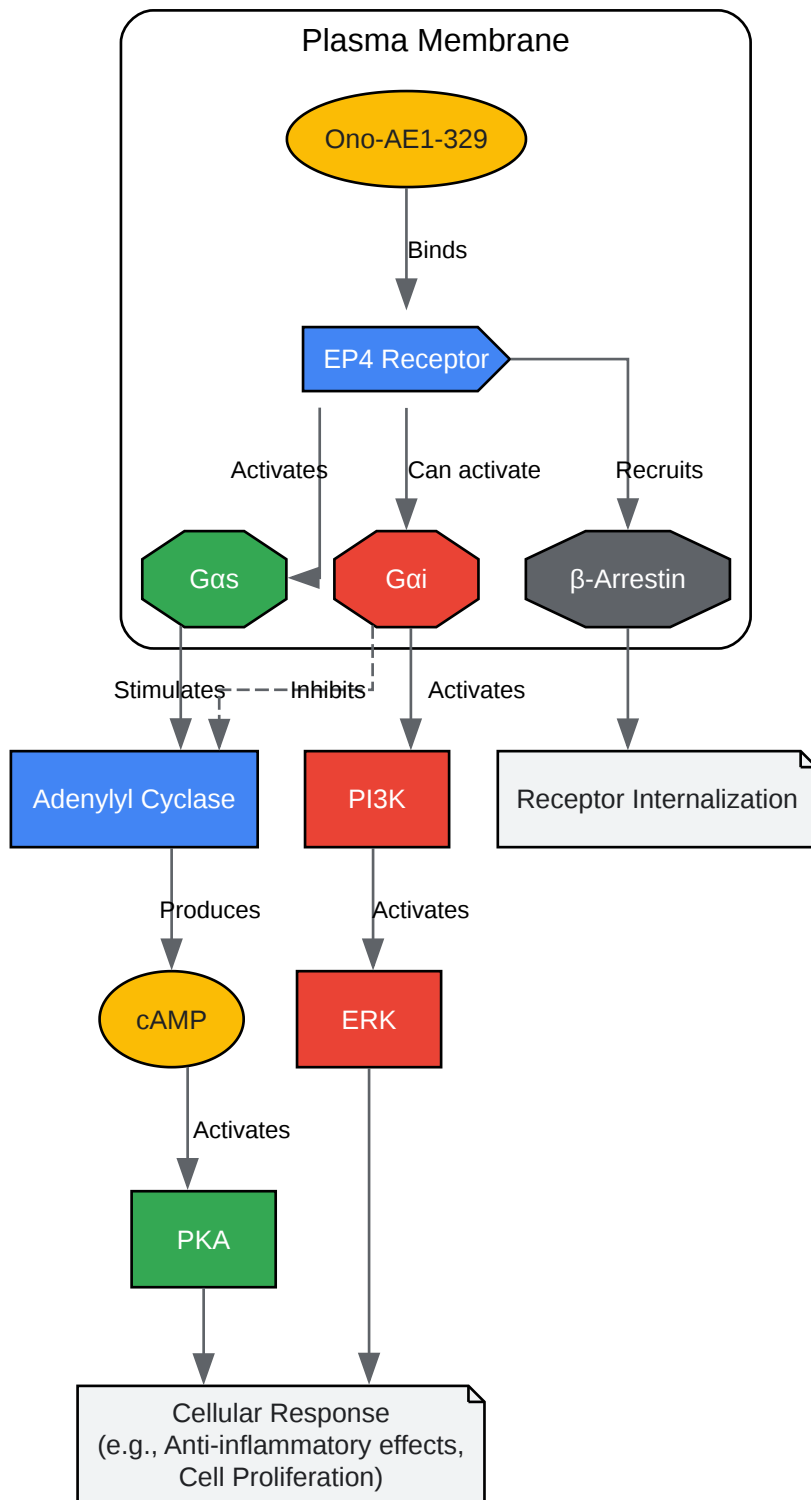 Plasma Membrane
Ono-AE1-329
Binds
EP4 Receptor
Activates
Can activate
Recruits
Gαs
Gαi
β-Arrestin
Stimulates
Inhibits
Activates
Adenylyl Cyclase
PI3K
Receptor Internalization
Produces
Activates
cAMP
ERK
Activates
PKA
Cellular Response
(e.g., Anti-inflammatory effects,
Cell Proliferation)